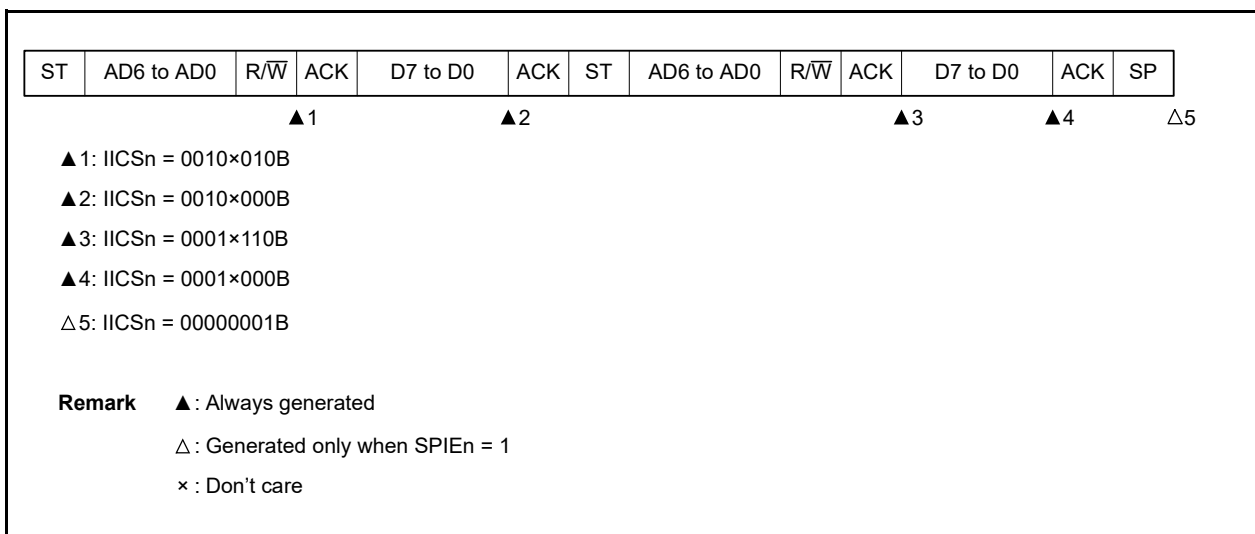 ST AD6 to AD0 R/W̅ ACK D7 to D0 ACK ST AD6 to AD0 R/W̅ ACK D7 to D0 ACK SP
▲1 ▲2 ▲3 ▲4 △5
▲1: IICSn = 0010×010B
▲2: IICSn = 0010×000B
▲3: IICSn = 0001×110B
▲4: IICSn = 0001×000B
△5: IICSn = 00000001B
Remark ▲: Always generated
△: Generated only when SPIEn = 1
×: Don’t care